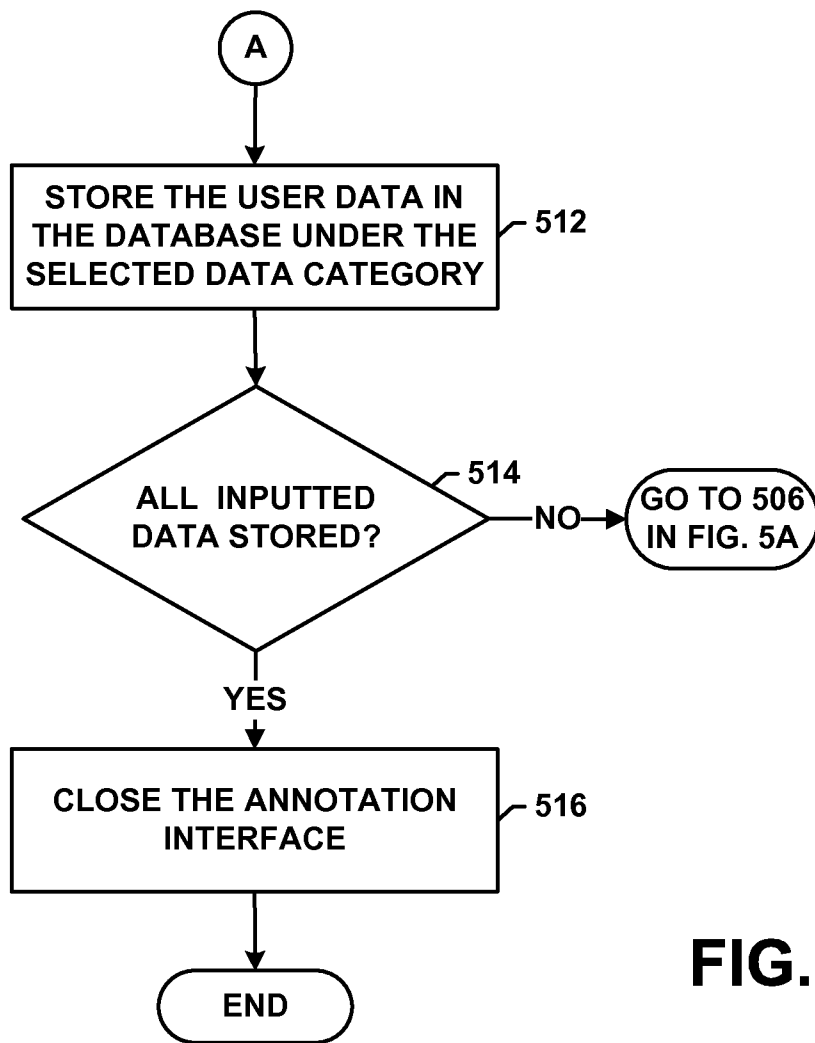 A
STORE THE USER DATA IN
THE DATABASE UNDER THE
SELECTED DATA CATEGORY
512
ALL INPUTTED
DATA STORED?
514
NO
GO TO 506
IN FIG. 5A
YES
CLOSE THE ANNOTATION
INTERFACE
516
END
FIG.